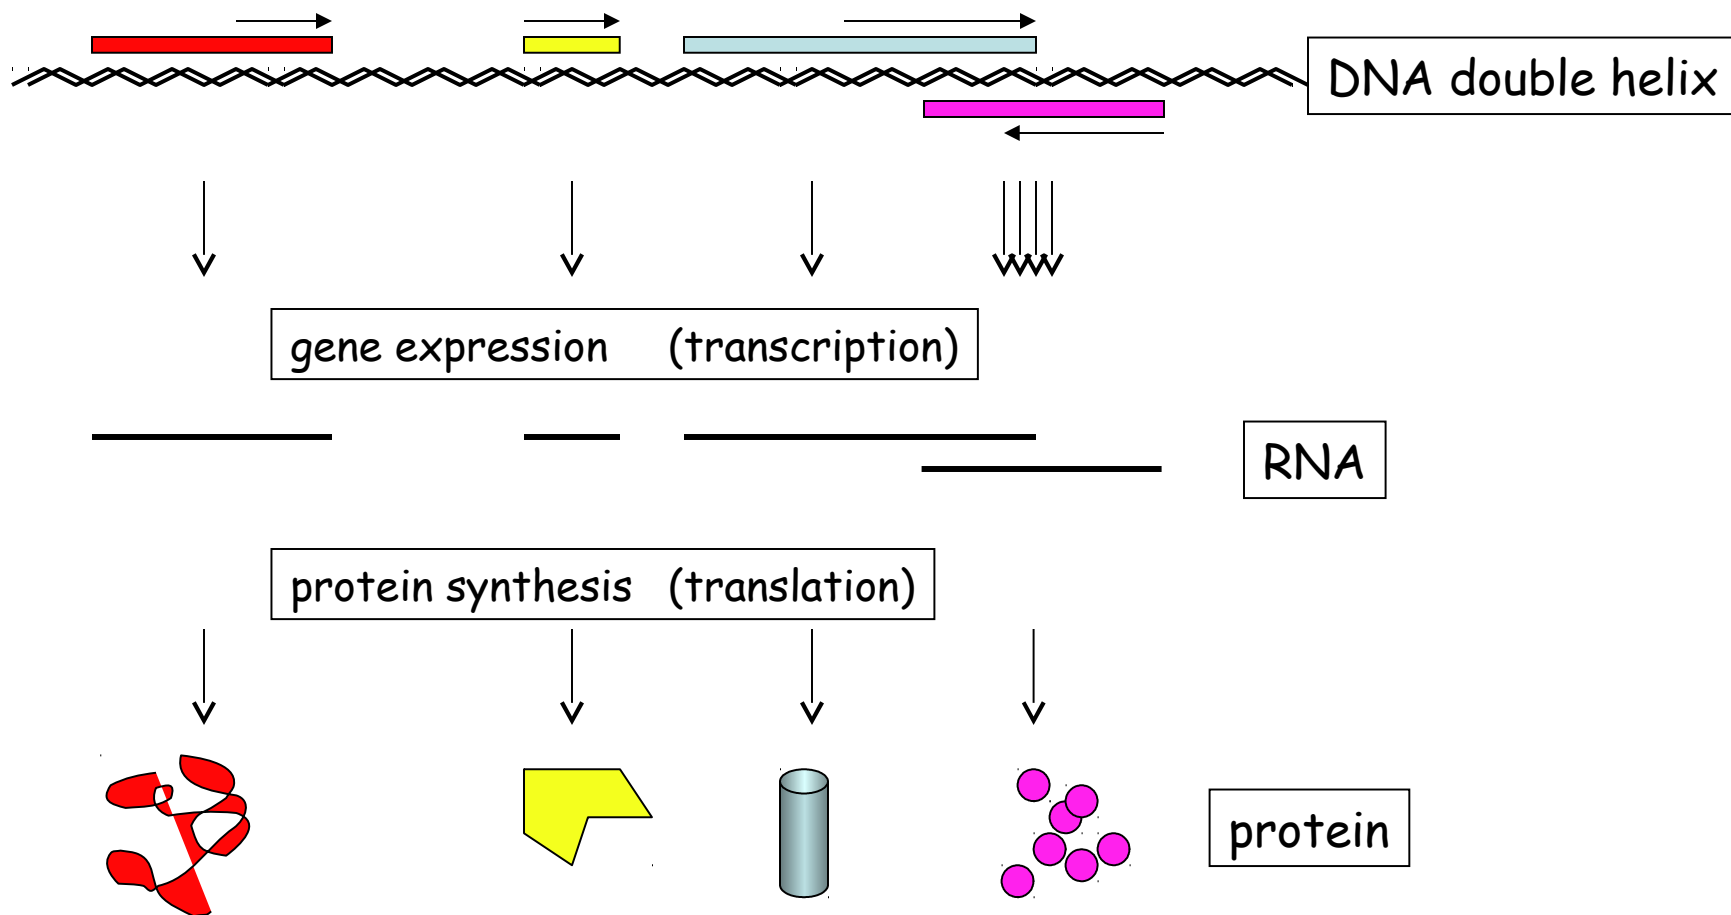 DNA double helix
gene expression (transcription)
RNA
protein synthesis (translation)
protein